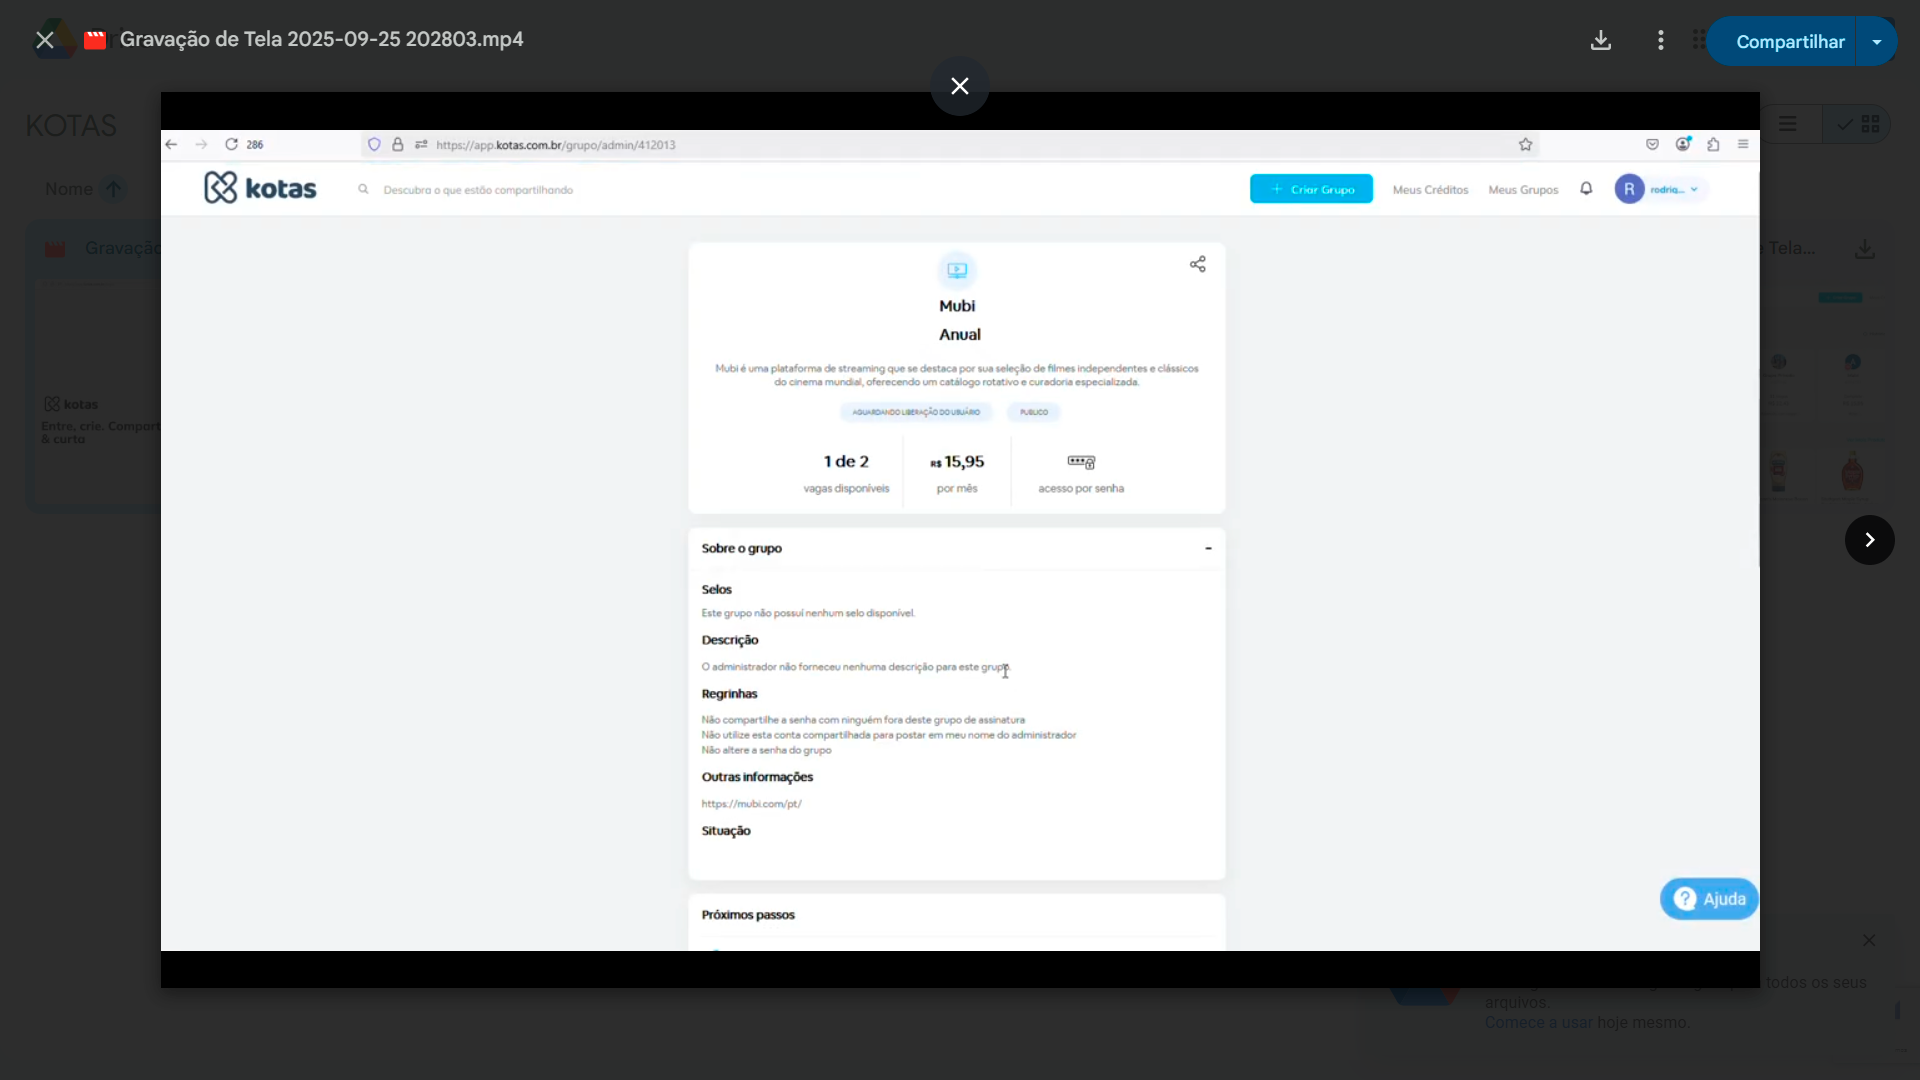 Gravação de Tela 2025-09-25 202803.mp4
Compartilhar
KOTAS
Nome
Gravação
Tela...
kotas
Entre, crie. Compart
& curta
286
https://app.kotas.com.br/grupo/admin/412013
kotas
Descubra o que estão compartilhando
+ Criar Grupo
Meus Créditos
Meus Grupos
R
rodrig...
Mubi
Anual
Mubi é uma plataforma de streaming que se destaca por sua seleção de filmes independentes e clássicos
do cinema mundial, oferecendo um catálogo rotativo e curadoria especializada.
AGUARDANDO LIBERAÇÃO DO USUÁRIO
PUBLICO
1 de 2
vagas disponíveis
R$ 15,95
por mês
acesso por senha
Sobre o grupo
-
Selos
Este grupo não possuí nenhum selo disponível.
Descrição
O administrador não forneceu nenhuma descrição para este grupo.
Regrinhas
Não compartilhe a senha com ninguém fora deste grupo de assinatura
Não utilize esta conta compartilhada para postar em meu nome do administrador
Não altere a senha do grupo
Outras informações
https://mubi.com/pt/
Situação
Próximos passos
? Ajuda
todos os seus
arquivos.
Comece a usar hoje mesmo.